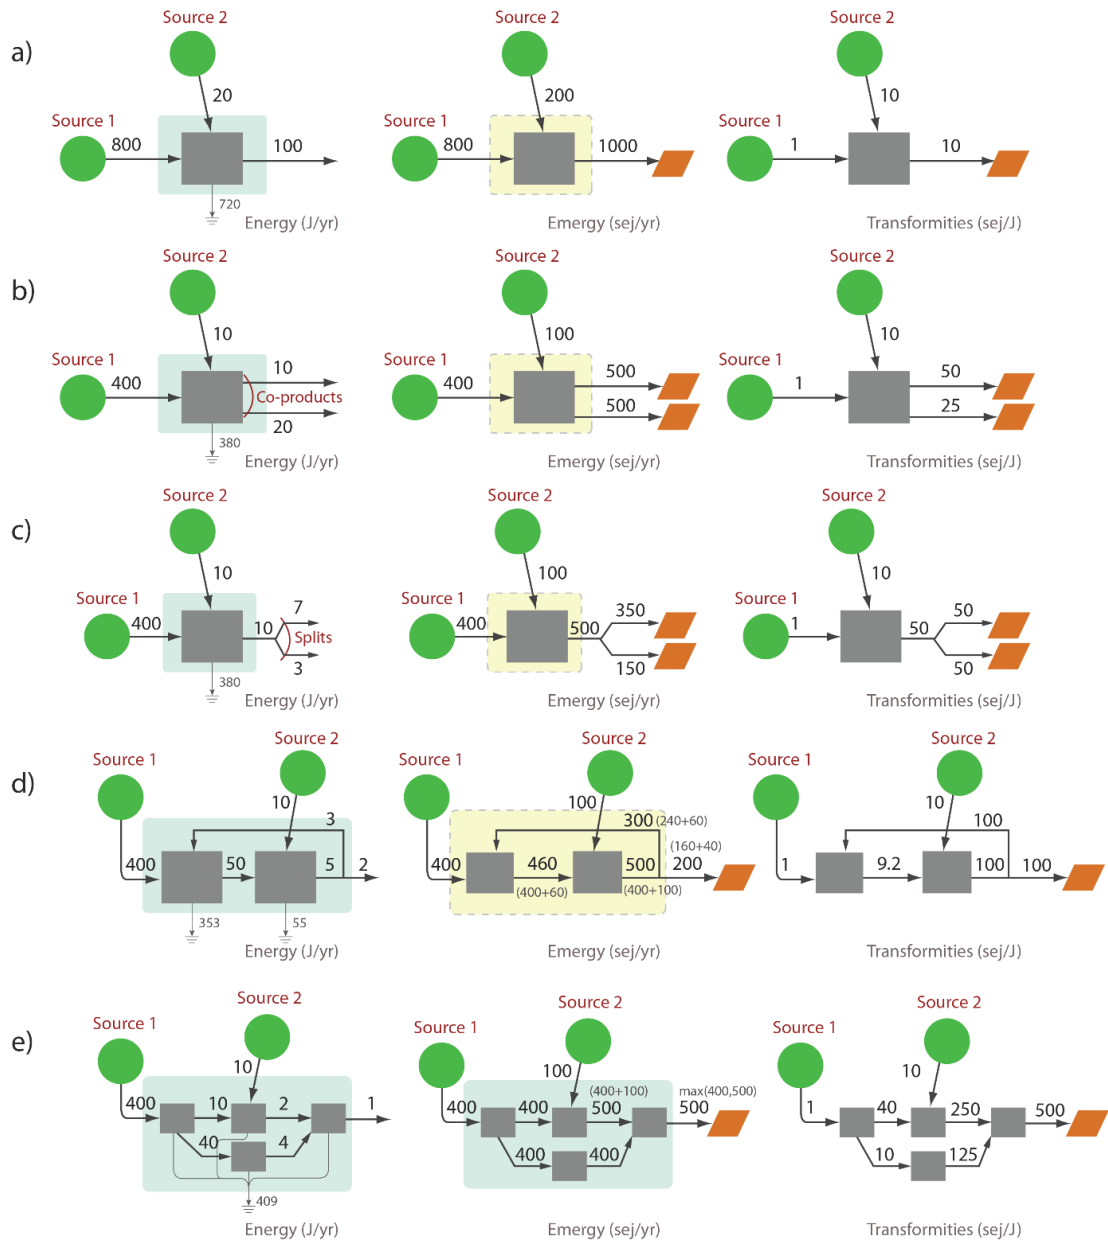 a)
Source 2
Source 1
20
800
100
720
Energy (J/yr)
Source 2
Source 1
200
800
1000
Emergy (sej/yr)
Source 2
Source 1
10
1
10
Transformities (sej/J)
b)
Source 2
Source 1
10
400
10
Co-products
20
380
Energy (J/yr)
Source 2
Source 1
100
400
500
500
Emergy (sej/yr)
Source 2
Source 1
10
1
50
25
Transformities (sej/J)
c)
Source 2
Source 1
10
400
10
7
Splits
3
380
Energy (J/yr)
Source 2
Source 1
100
400
500
350
150
Emergy (sej/yr)
Source 2
Source 1
10
1
50
50
50
Transformities (sej/J)
d)
Source 1
Source 2
10
3
400
50
5
2
353
55
Energy (J/yr)
Source 1
Source 2
100
300 (240+60)
(160+40)
400
460
500
200
(400+60)
(400+100)
Emergy (sej/yr)
Source 1
Source 2
10
100
1
9.2
100
100
Transformities (sej/J)
e)
Source 1
Source 2
10
400
10
2
1
40
4
409
Energy (J/yr)
Source 1
Source 2
100
(400+100)
max(400,500)
400
400
500
500
400
400
Emergy (sej/yr)
Source 1
Source 2
10
1
40
250
500
10
125
Transformities (sej/J)